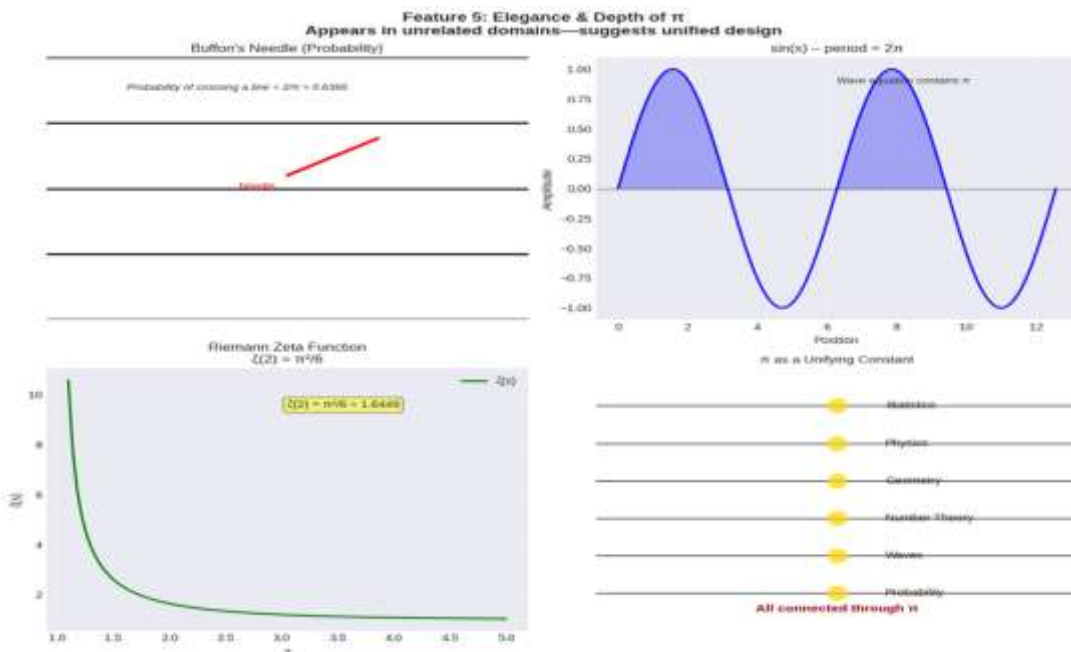 Feature 5: Elegance & Depth of π
Appears in unrelated domains—suggests unified design
Buffon's Needle (Probability)
Probability of crossing a line = 2/π ≈ 0.6366
Needle
sin(x) – period = 2π
Wave equation contains π
1.00
0.75
0.50
0.25
0.00
−0.25
−0.50
−0.75
−1.00
Amplitude
0 2 4 6 8 10 12
Position
Riemann Zeta Function
ζ(2) = π²/6
ζ(s)
ζ(2) = π²/6 ≈ 1.6449
10
8
6
4
2
ζ(s)
1.0 1.5 2.0 2.5 3.0 3.5 4.0 4.5 5.0
π as a Unifying Constant
Statistics
Physics
Geometry
Number Theory
Waves
Probability
All connected through π